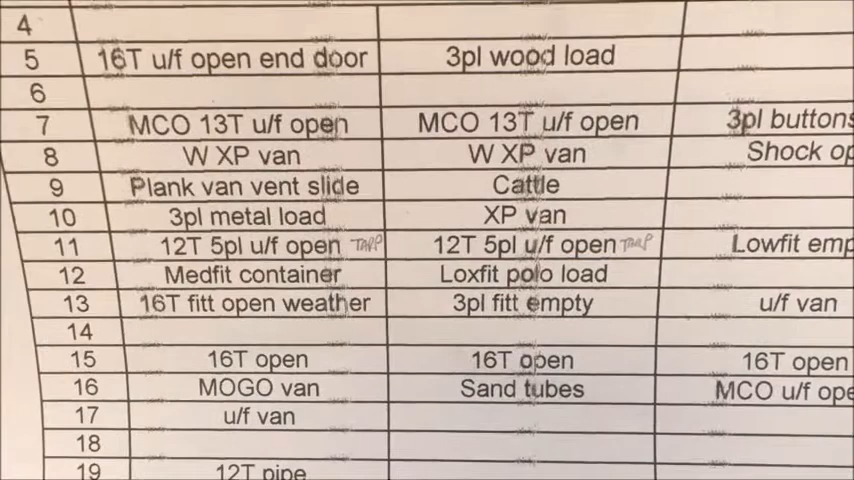 4
5 16T u/f open end door 3pl wood load
6
7 MCO 13T u/f open MCO 13T u/f open 3pl buttons
8 W XP van W XP van Shock op
9 Plank van vent slide Cattle
10 3pl metal load XP van
11 12T 5pl u/f open TARP 12T 5pl u/f open TARP Lowfit emp
12 Medfit container Loxfit polo load
13 16T fitt open weather 3pl fitt empty u/f van
14
15 16T open 16T open 16T open
16 MOGO van Sand tubes MCO u/f ope
17 u/f van
18
19 12T pipe